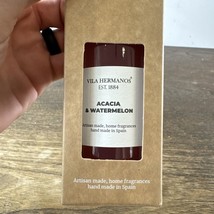 VILA HERMANOS®
EST. 1884
ACACIA
& WATERMELON
Artisan made, home fragrances
hand made in Spain
Artisan made, home fragrances
hand made in Spain